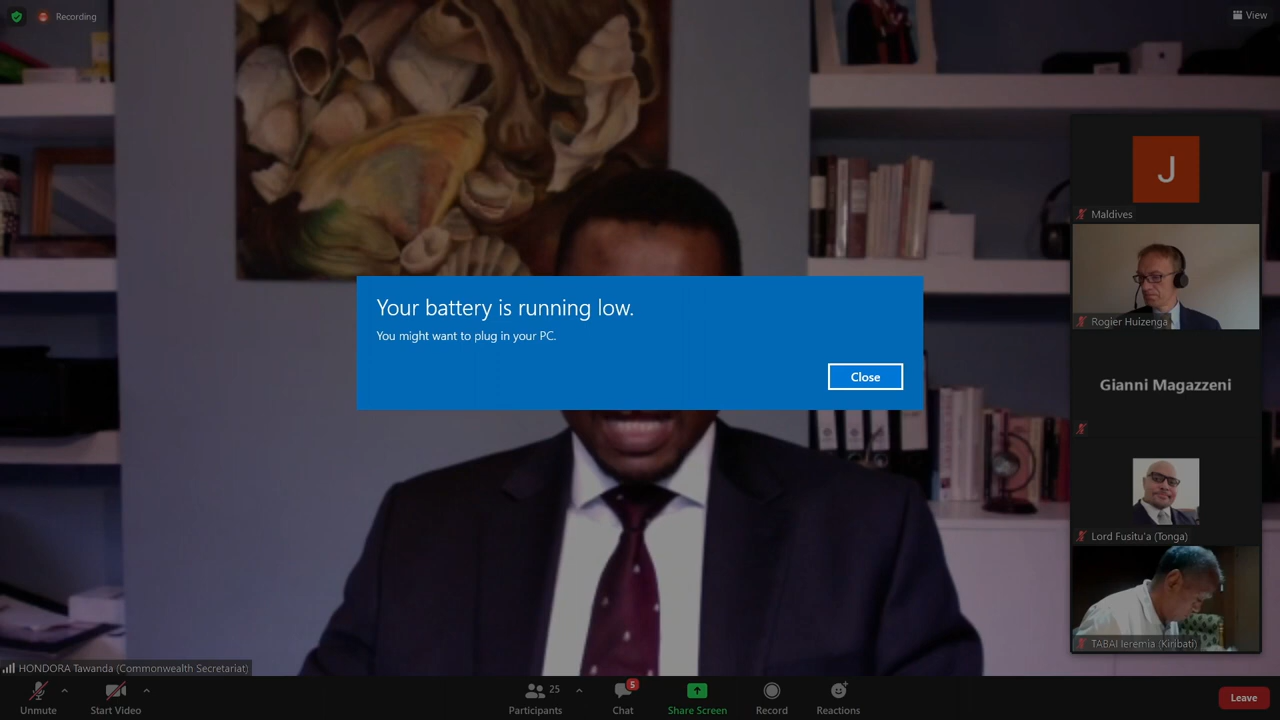 Recording
View
J
Maldives
Rogier Huizenga
Your battery is running low.
You might want to plug in your PC.
Close
Gianni Magazzeni
Lord Fusitu'a (Tonga)
TABAI Ieremia (Kiribati)
HONDORA Tawanda (Commonwealth Secretariat)
25
5
Unmute
Start Video
Participants
Chat
Share Screen
Record
Reactions
Leave